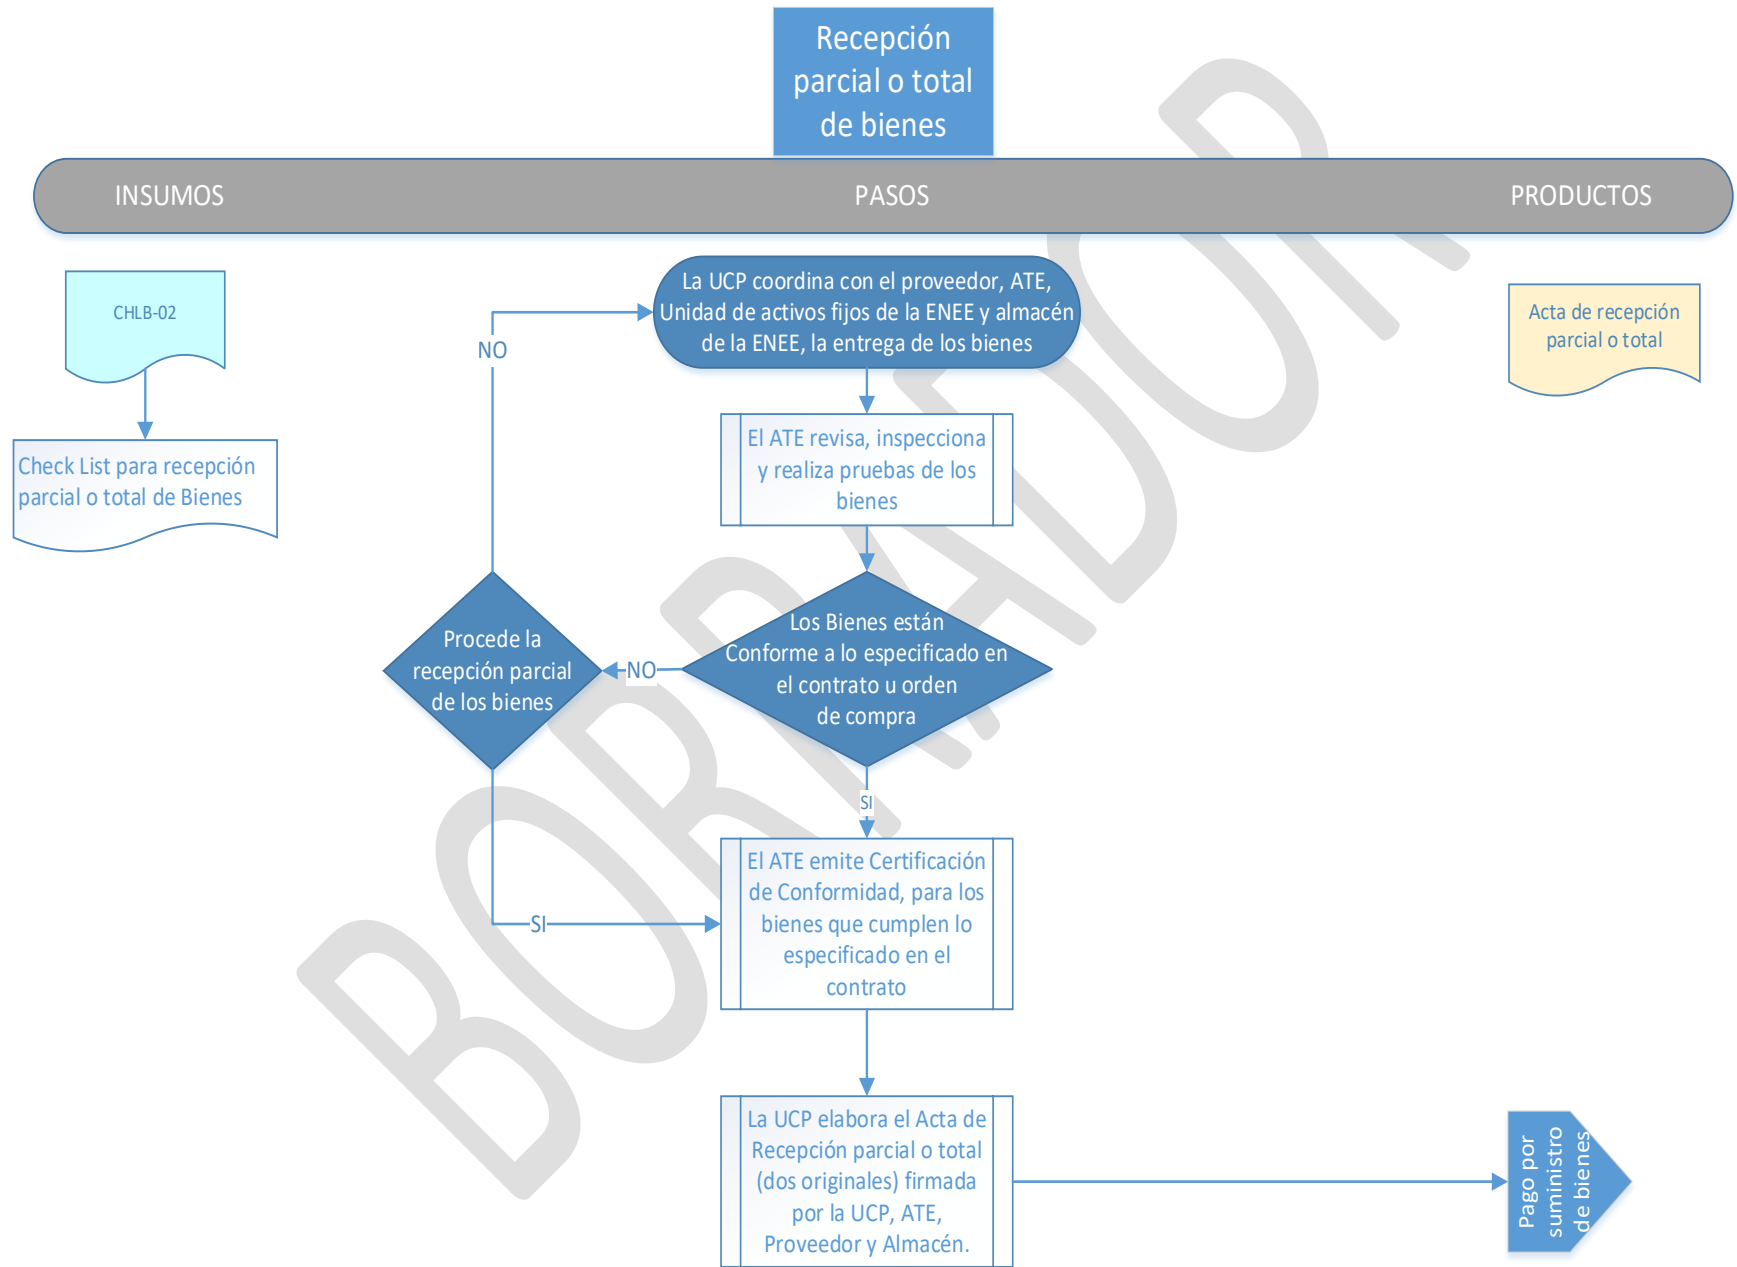 Recepción
parcial o total
de bienes
INSUMOS
PASOS
PRODUCTOS
CHLB-02
Check List para recepción
parcial o total de Bienes
La UCP coordina con el proveedor, ATE,
Unidad de activos fijos de la ENEE y almacén
de la ENEE, la entrega de los bienes
Acta de recepción
parcial o total
NO
El ATE revisa, inspecciona
y realiza pruebas de los
bienes
Los Bienes están
Conforme a lo especificado en
el contrato u orden
de compra
NO
Procede la
recepción parcial
de los bienes
SI
SI
El ATE emite Certificación
de Conformidad, para los
bienes que cumplen lo
especificado en el
contrato
La UCP elabora el Acta de
Recepción parcial o total
(dos originales) firmada
por la UCP, ATE,
Proveedor y Almacén.
Pago por
suministro
de bienes
BORRADOR